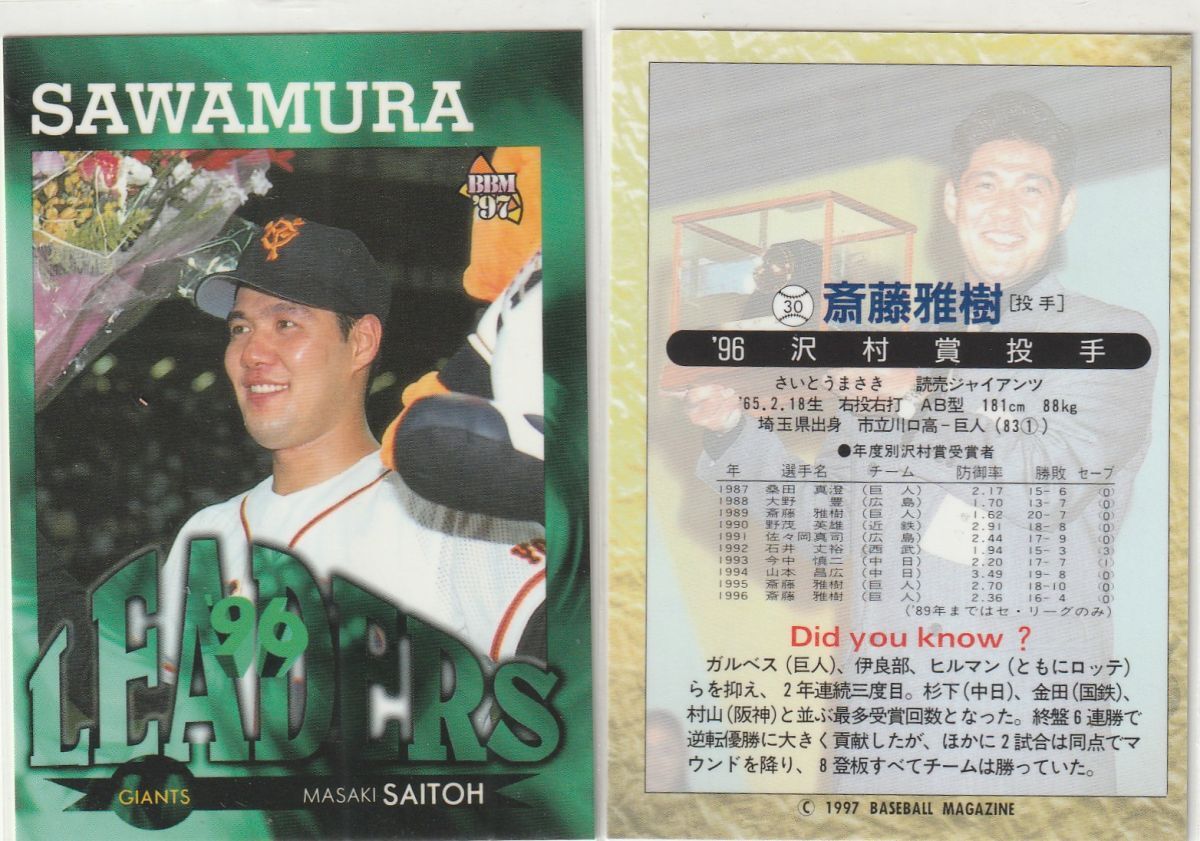 SAWAMURA
BBM
'97
YG
'96
LEADERS
GIANTS
MASAKI SAITOH
30 斎藤雅樹[投手]
'96 沢村賞投手
さいとうまさき 読売ジャイアンツ
'65.2.18生 右投右打 AB型 181cm 88kg
埼玉県出身 市立川口高-巨人(83①)
●年度別沢村賞受賞者
年 選手名 チーム 防御率 勝敗 セーブ
1987 桑田 真澄 (巨人) 2.17 15- 6 (0)
1988 大野 豊 (広島) 1.70 13- 7 (0)
1989 斎藤 雅樹 (巨人) 1.62 20- 7 (0)
1990 野茂 英雄 (近鉄) 2.91 18- 8 (0)
1991 佐々岡真司 (広島) 2.44 17- 9 (0)
1992 石井 丈裕 (西武) 1.94 15- 3 (3)
1993 今中 慎二 (中日) 2.20 17- 7 (1)
1994 山本 昌広 (中日) 3.49 19- 8 (0)
1995 斎藤 雅樹 (巨人) 2.70 18-10 (0)
1996 斎藤 雅樹 (巨人) 2.36 16- 4 (0)
('89年まではセ・リーグのみ)
Did you know ?
ガルベス(巨人)、伊良部、ヒルマン(ともにロッテ)
らを抑え、2年連続三度目。杉下(中日)、金田(国鉄)、
村山(阪神)と並ぶ最多受賞回数となった。終盤6連勝で
逆転優勝に大きく貢献したが、ほかに2試合は同点でマ
ウンドを降り、8登板すべてチームは勝っていた。
© 1997 BASEBALL MAGAZINE